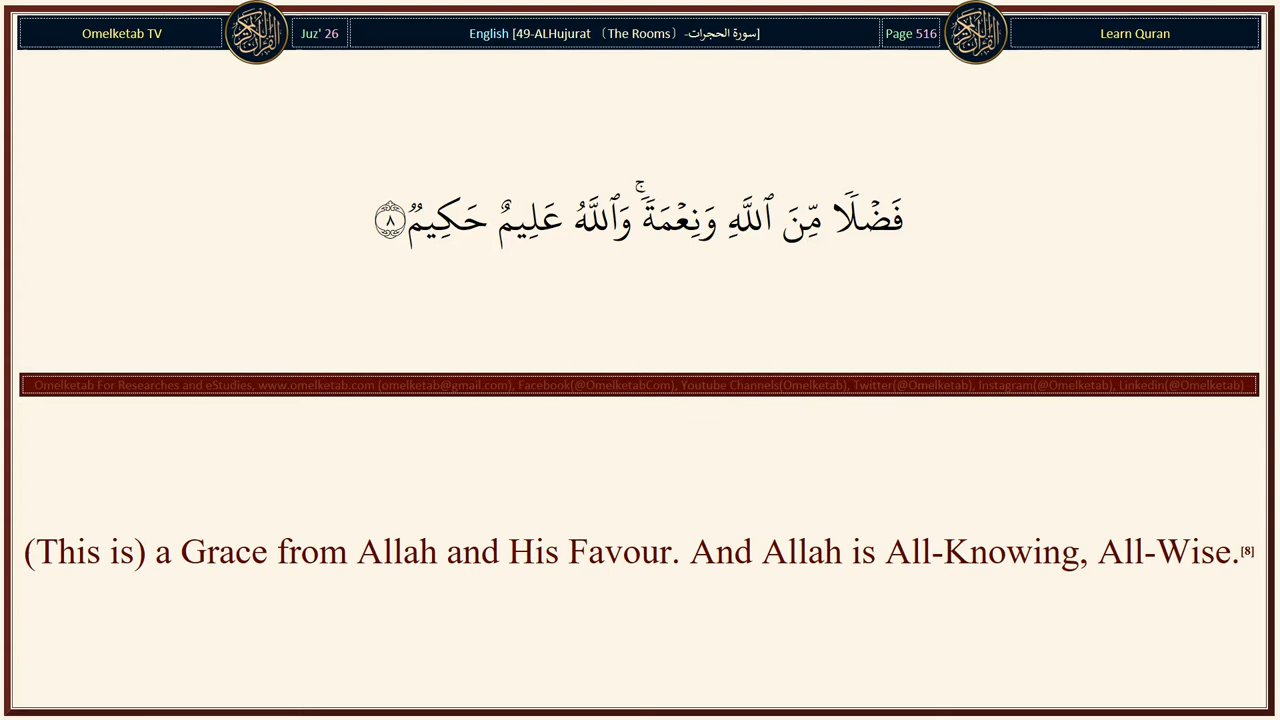 Omelketab TV
Juz' 26
English [49-ALHujurat (The Rooms) -سورة الحجرات]
Page 516
Learn Quran
فَضْلًا مِّنَ ٱللَّهِ وَنِعْمَةً ۚ وَٱللَّهُ عَلِيمٌ حَكِيمٌ ٨
Omelketab For Researches and eStudies, www.omelketab.com (omelketab@gmail.com), Facebook(@OmelketabCom), Youtube Channels(Omelketab), Twitter(@Omelketab), Instagram(@Omelketab), Linkedin(@Omelketab)
(This is) a Grace from Allah and His Favour. And Allah is All-Knowing, All-Wise.[8]